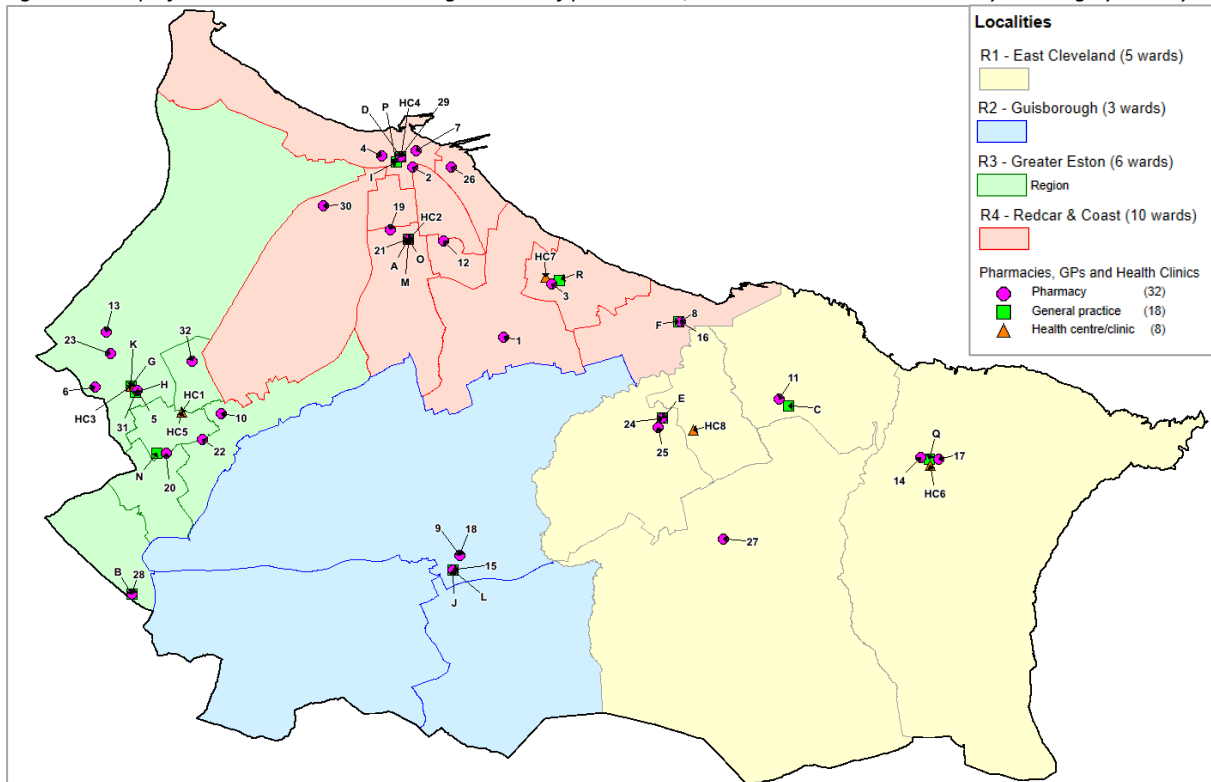 Localities
R1 - East Cleveland (5 wards)
R2 - Guisborough (3 wards)
R3 - Greater Eston (6 wards)
Region
R4 - Redcar & Coast (10 wards)
Pharmacies, GPs and Health Clinics
Pharmacy (32)
General practice (18)
Health centre/clinic (8)
D P HC4 29
7
4
I 2 26
30
19 HC2
21 12
A O
M
HC7 R
3
13
32
23
K
G
1
F 8
16
6 H
HC1
HC3 5 10
31 HC5
22
N
20
11
C
E
24
HC8
25
Q
14 17
HC6
9 18
27
15
J L
B 28